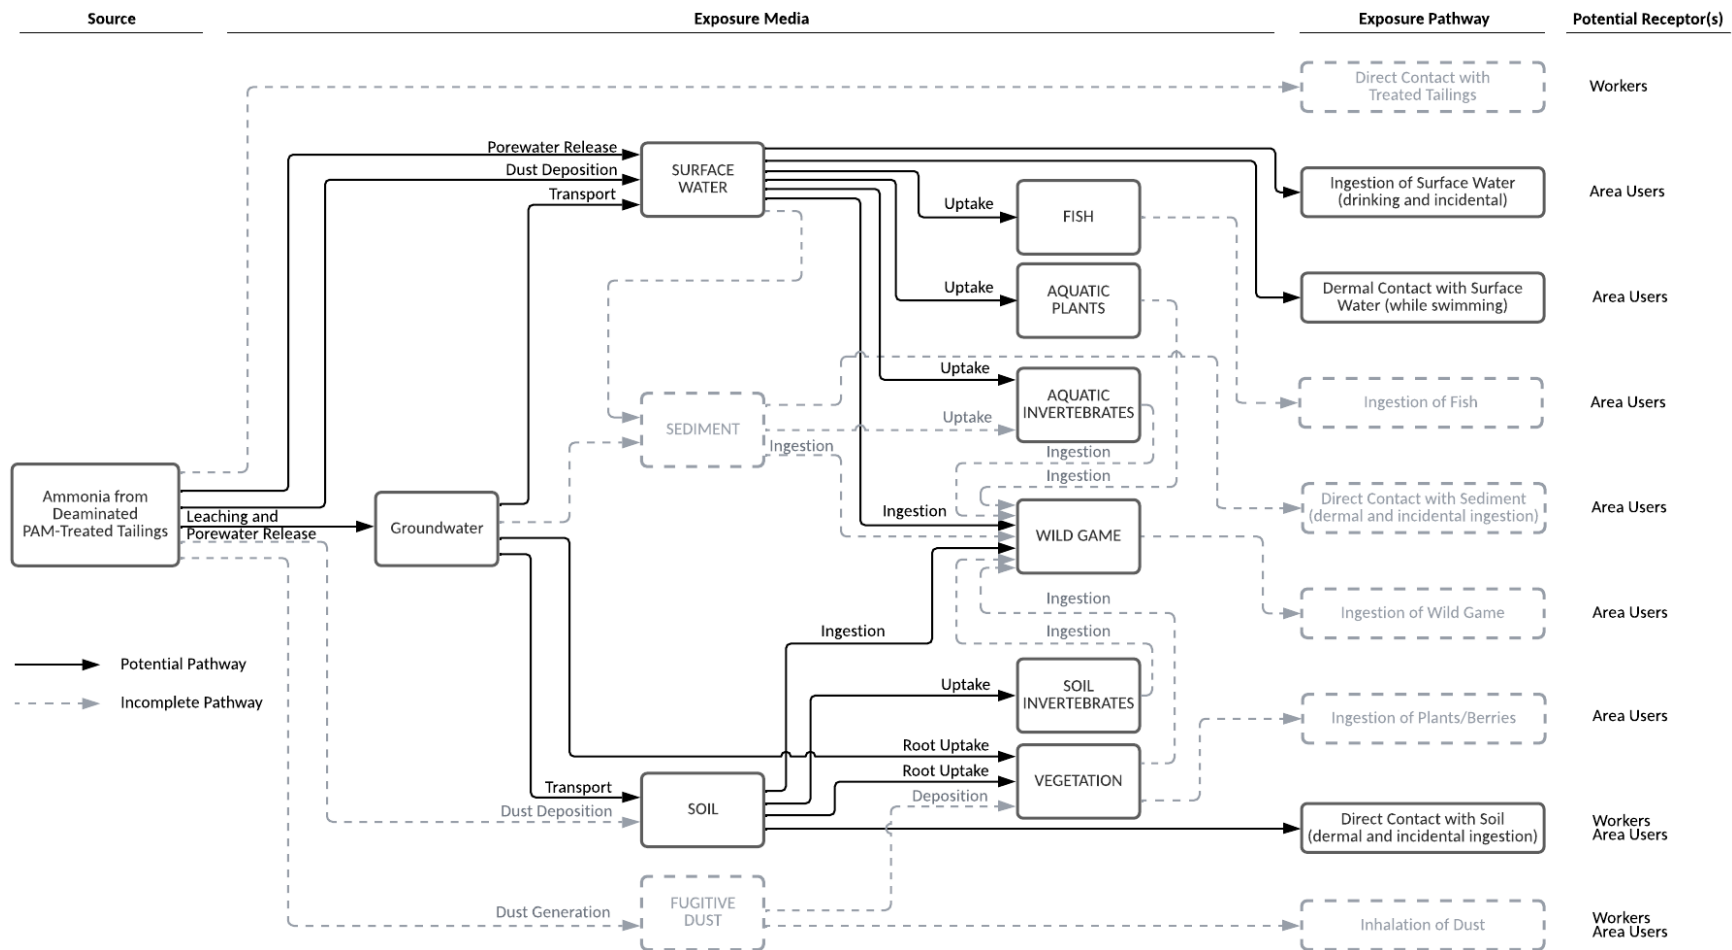 Source
Exposure Media
Exposure Pathway
Potential Receptor(s)
Direct Contact with
Treated Tailings
Workers
Porewater Release
Dust Deposition
Transport
SURFACE
WATER
Ingestion of Surface Water
(drinking and incidental)
Area Users
Uptake
FISH
Uptake
AQUATIC
PLANTS
Dermal Contact with Surface
Water (while swimming)
Area Users
Uptake
AQUATIC
INVERTEBRATES
Ingestion of Fish
Area Users
SEDIMENT
Uptake
Ingestion
Ingestion
Ingestion
Ammonia from
Deaminated
PAM-Treated Tailings
Leaching and
Porewater Release
Groundwater
Ingestion
WILD GAME
Direct Contact with Sediment
(dermal and incidental ingestion)
Area Users
Ingestion
Ingestion
Ingestion
Ingestion of Wild Game
Area Users
Potential Pathway
Incomplete Pathway
Uptake
SOIL
INVERTEBRATES
Ingestion of Plants/Berries
Area Users
Root Uptake
Root Uptake
Deposition
VEGETATION
Transport
Dust Deposition
SOIL
Direct Contact with Soil
(dermal and incidental ingestion)
Workers
Area Users
Dust Generation
FUGITIVE
DUST
Inhalation of Dust
Workers
Area Users